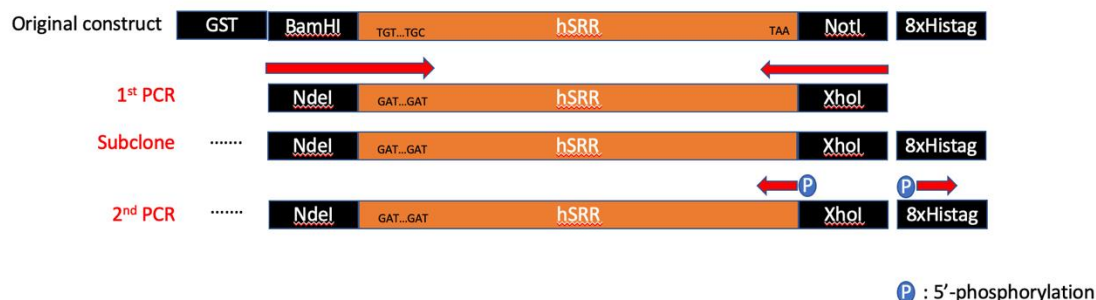 Original construct GST BamHI TGT...TGC hSRR TAA NotI 8xHistag
1st PCR NdeI GAT...GAT hSRR XhoI
Subclone ....... NdeI GAT...GAT hSRR XhoI 8xHistag
P P
2nd PCR ....... NdeI GAT...GAT hSRR XhoI 8xHistag
P : 5’-phosphorylation